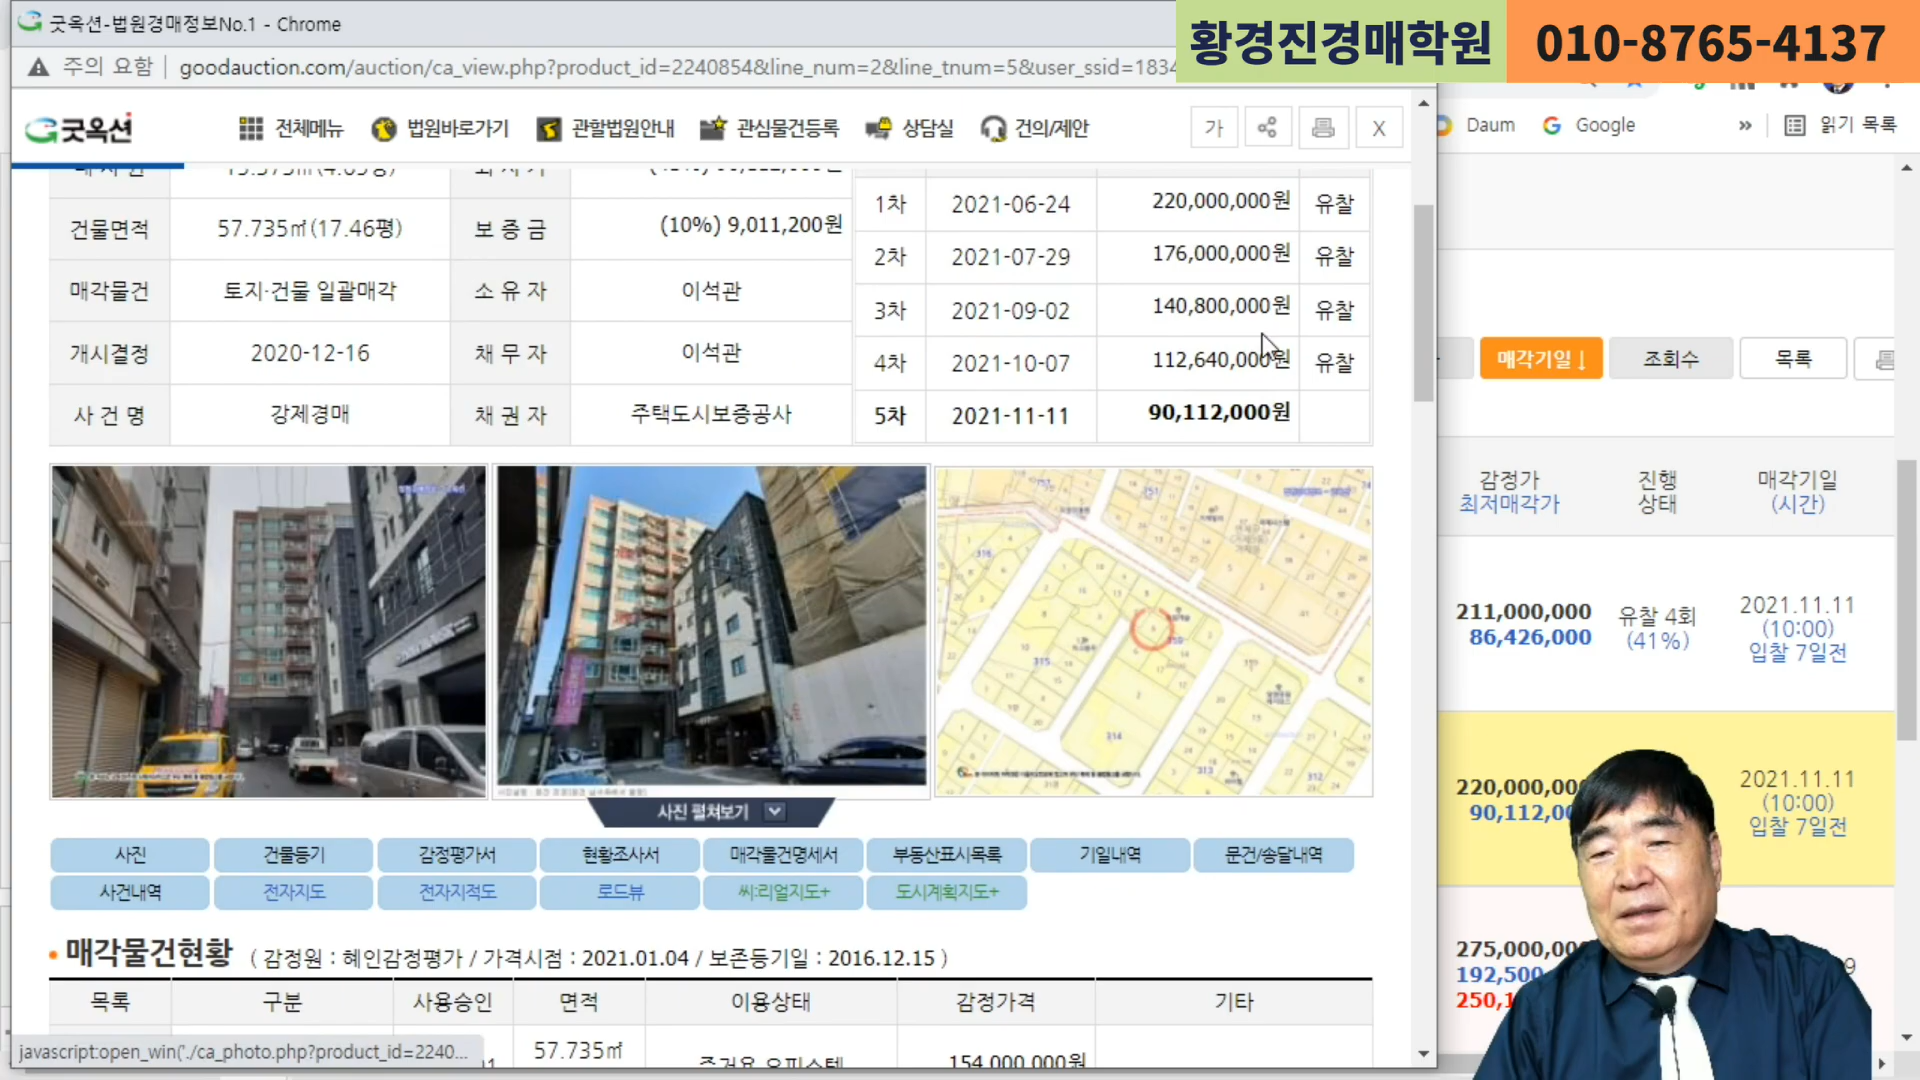 굿옥션-법원경매정보No.1 - Chrome
황경진경매학원
010-8765-4137
주의 요함
goodauction.com/auction/ca_view.php?product_id=2240854&line_num=2&line_tnum=5&user_ssid=1834
굿옥션
전체메뉴
법원바로가기
관할법원안내
관심물건등록
상담실
건의/제안
가
X
Daum
Google
»
읽기 목록
건물면적 57.735㎡(17.46평) 보 증 금 (10%) 9,011,200원
매각물건 토지·건물 일괄매각 소 유 자 이석관
개시결정 2020-12-16 채 무 자 이석관
사 건 명 강제경매 채 권 자 주택도시보증공사
1차 2021-06-24 220,000,000원 유찰
2차 2021-07-29 176,000,000원 유찰
3차 2021-09-02 140,800,000원 유찰
4차 2021-10-07 112,640,000원 유찰
5차 2021-11-11 90,112,000원
매각기일↓
조회수
목록
감정가
최저매각가
진행
상태
매각기일
(시간)
211,000,000
86,426,000
유찰 4회
(41%)
2021.11.11
(10:00)
입찰 7일전
220,000,00
90,112,0
2021.11.11
(10:00)
입찰 7일전
275,000,00
192,500
250,1
9
315
314
313
312
사진 펼쳐보기
사진 건물등기 감정평가서 현황조사서 매각물건명세서 부동산표시목록 기일내역 문건/송달내역
사건내역 전자지도 전자지적도 로드뷰 씨:리얼지도+ 도시계획지도+
매각물건현황 ( 감정원 : 혜인감정평가 / 가격시점 : 2021.01.04 / 보존등기일 : 2016.12.15 )
목록 구분 사용승인 면적 이용상태 감정가격 기타
57.735㎡
주거용 오피스텔 154,000,000원
javascript:open_win('./ca_photo.php?product_id=2240...